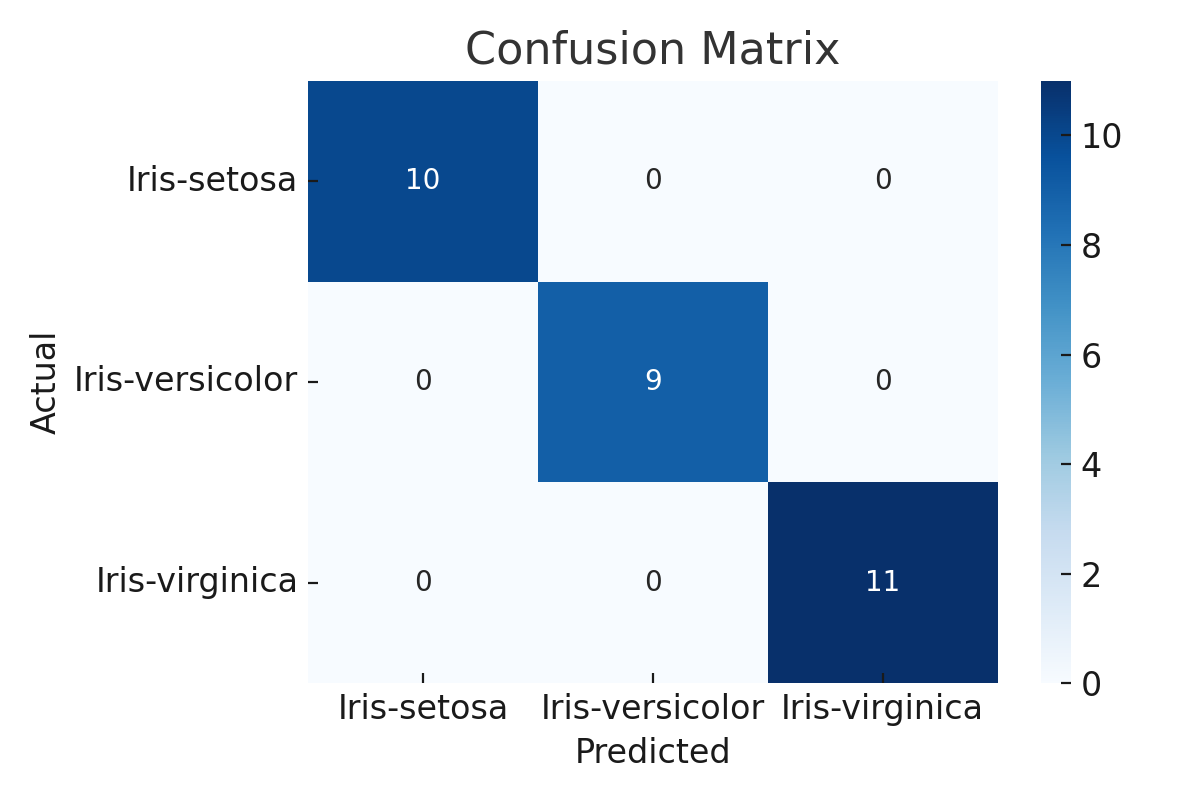 Confusion Matrix
Iris-setosa 10 0 0
Iris-versicolor 0 9 0
Iris-virginica 0 0 11
Actual
Iris-setosa Iris-versicolor Iris-virginica
Predicted
10
8
6
4
2
0